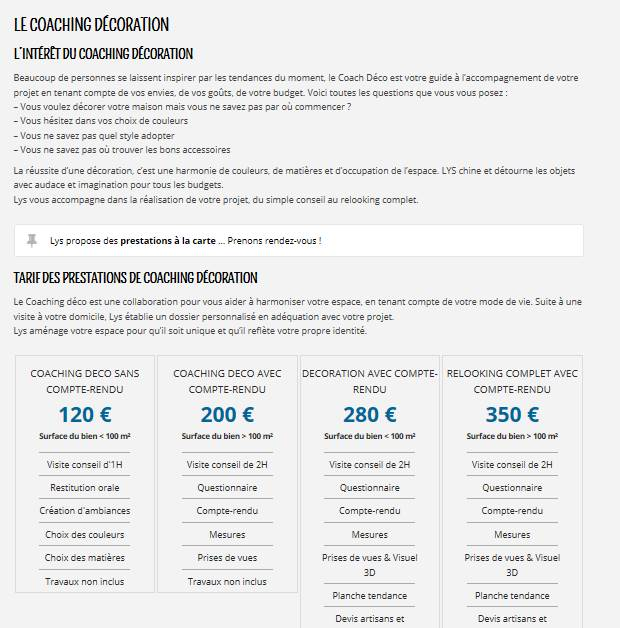 LE COACHING DÉCORATION
L'INTÉRÊT DU COACHING DÉCORATION
Beaucoup de personnes se laissent inspirer par les tendances du moment, le Coach Déco est votre guide à l'accompagnement de votre
projet en tenant compte de vos envies, de vos goûts, de votre budget. Voici toutes les questions que vous vous posez :
– Vous voulez décorer votre maison mais vous ne savez pas par où commencer ?
– Vous hésitez dans vos choix de couleurs
– Vous ne savez pas quel style adopter
– Vous ne savez pas où trouver les bons accessoires
La réussite d'une décoration, c'est une harmonie de couleurs, de matières et d'occupation de l'espace. LYS chine et détourne les objets
avec audace et imagination pour tous les budgets.
Lys vous accompagne dans la réalisation de votre projet, du simple conseil au relooking complet.
Lys propose des prestations à la carte ... Prenons rendez-vous !
TARIF DES PRESTATIONS DE COACHING DÉCORATION
Le Coaching déco est une collaboration pour vous aider à harmoniser votre espace, en tenant compte de votre mode de vie. Suite à une
visite à votre domicile, Lys établie un dossier personnalisé en adéquation avec votre projet.
Lys aménage votre espace pour qu'il soit unique et qu'il reflète votre propre identité.
COACHING DECO SANS
COMPTE-RENDU
120 €
Surface du bien < 100 m²
Visite conseil d'1H
Restitution orale
Création d'ambiances
Choix des couleurs
Choix des matières
Travaux non inclus
COACHING DECO AVEC
COMPTE-RENDU
200 €
Surface du bien > 100 m²
Visite conseil de 2H
Questionnaire
Compte-rendu
Mesures
Prises de vues
Travaux non inclus
DECORATION AVEC COMPTE-
RENDU
280 €
Surface du bien < 100 m²
Visite conseil de 2H
Questionnaire
Compte-rendu
Mesures
Prises de vues & Visuel
3D
Planche tendance
Devis artisans et
RELOOKING COMPLET AVEC
COMPTE-RENDU
350 €
Surface du bien > 100 m²
Visite conseil de 2H
Questionnaire
Compte-rendu
Mesures
Prises de vues & Visuel
3D
Planche tendance
Devis artisans et